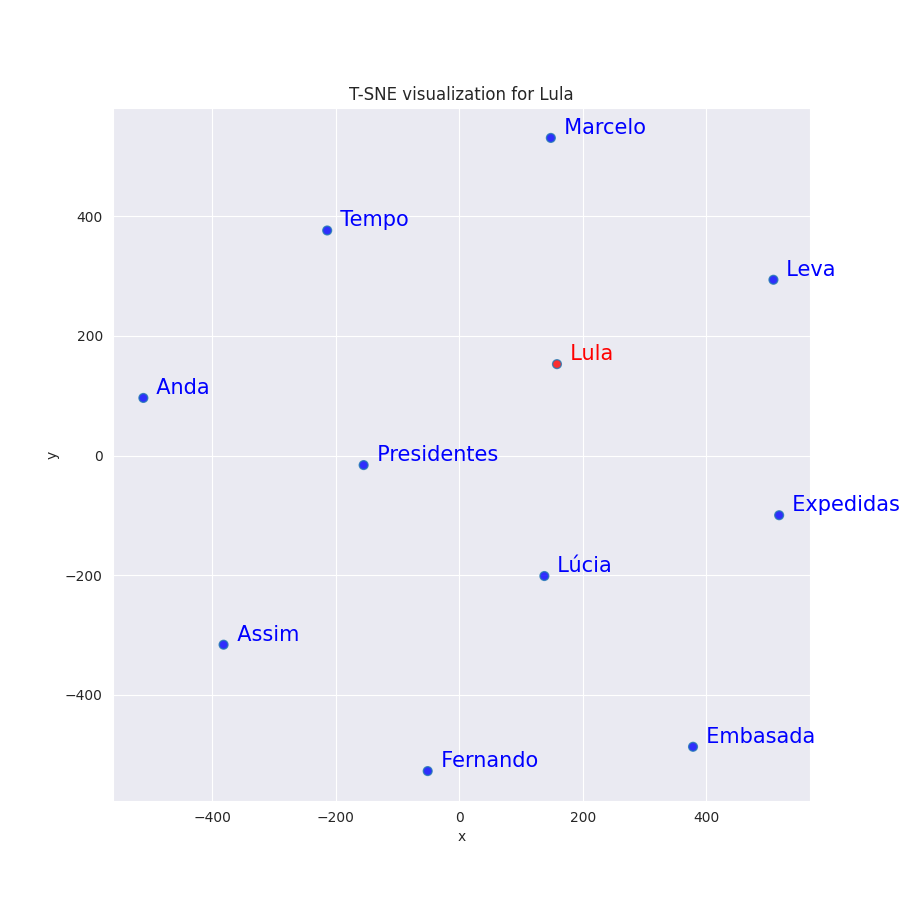 T-SNE visualization for Lula
Marcelo
Tempo
400
Leva
200
Lula
Anda
Presidentes
0
y
Expedidas
Lúcia
−200
Assim
−400
Embasada
Fernando
−400 −200 0 200 400
x